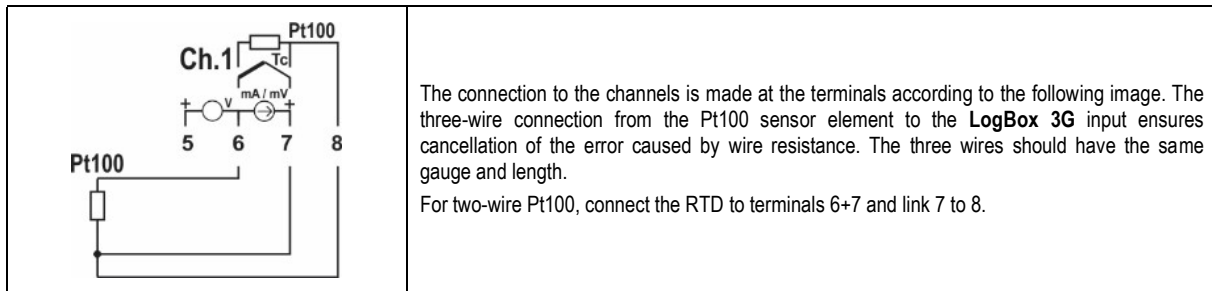 Pt100
Ch.1
Tc
mA / mV
+ V +
5 6 7 8
Pt100
The connection to the channels is made at the terminals according to the following image. The
three-wire connection from the Pt100 sensor element to the LogBox 3G input ensures
cancellation of the error caused by wire resistance. The three wires should have the same
gauge and length.
For two-wire Pt100, connect the RTD to terminals 6+7 and link 7 to 8.